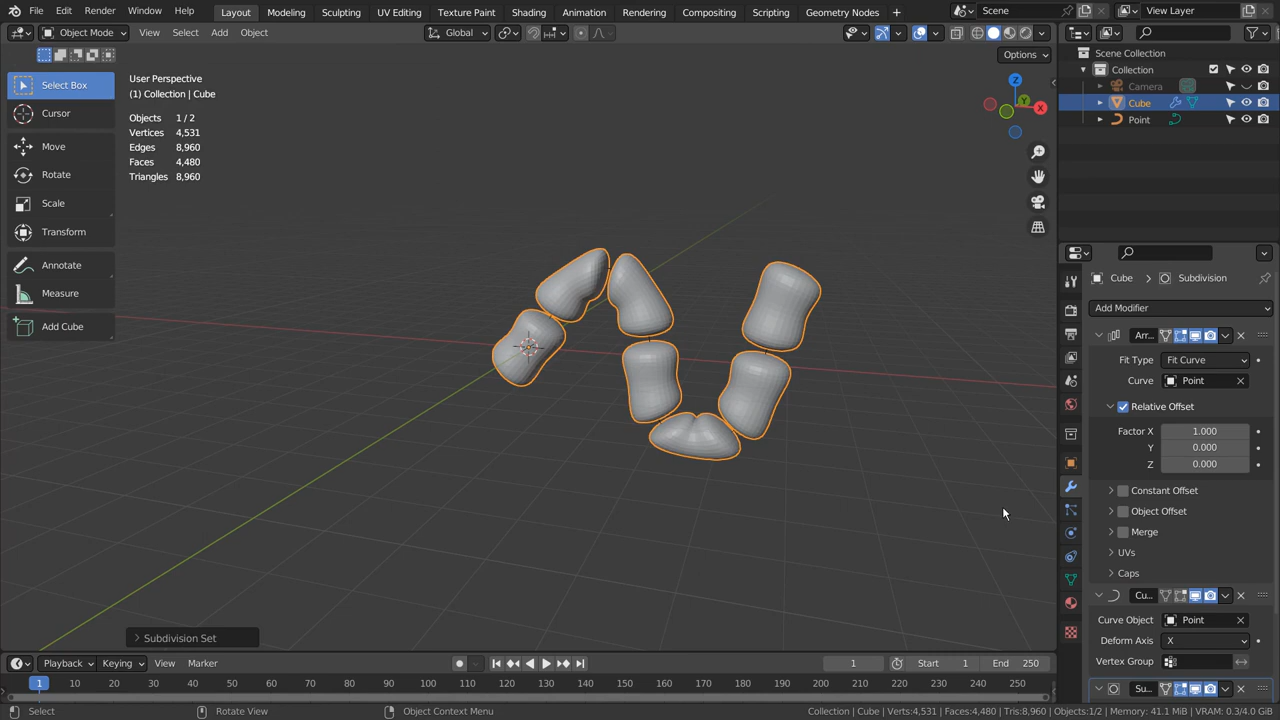 File Edit Render Window Help Layout Modeling Sculpting UV Editing Texture Paint Shading Animation Rendering Compositing Scripting Geometry Nodes + Scene View Layer
Object Mode View Select Add Object Global
Options
Select Box
Cursor
Move
Rotate
Scale
Transform
Annotate
Measure
Add Cube
User Perspective
(1) Collection | Cube
Objects 1 / 2
Vertices 4,531
Edges 8,960
Faces 4,480
Triangles 8,960
Z
Y
X
Subdivision Set
Scene Collection
Collection
Camera
Cube
Point
Cube Subdivision
Add Modifier
Arr...
Fit Type Fit Curve
Curve Point
Relative Offset
Factor X 1.000
Y 0.000
Z 0.000
Constant Offset
Object Offset
Merge
UVs
Caps
Cu...
Curve Object Point
Deform Axis X
Vertex Group
Su...
Playback Keying View Marker 1 Start 1 End 250
1 10 20 30 40 50 60 70 80 90 100 110 120 130 140 150 160 170 180 190 200 210 220 230 240 250
Select Rotate View Object Context Menu Collection | Cube | Verts:4,531 | Faces:4,480 | Tris:8,960 | Objects:1/2 | Memory: 41.1 MiB | VRAM: 0.3/4.0 GiB